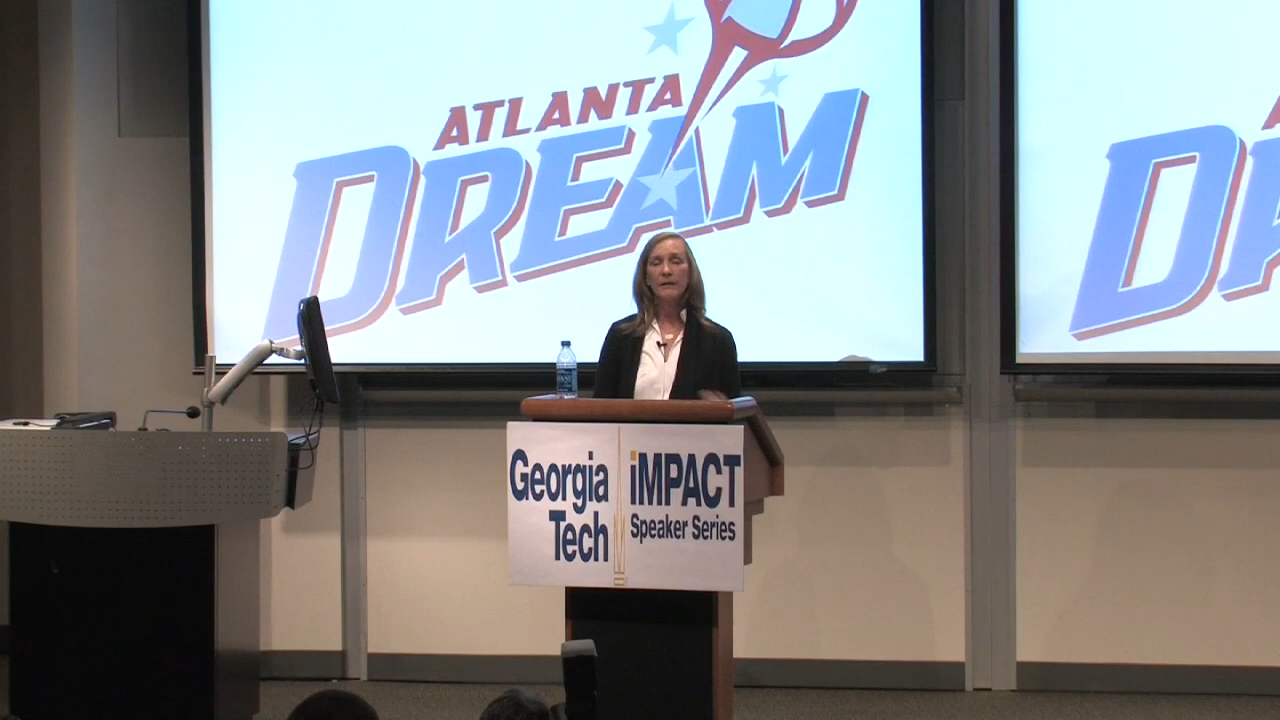 ATLANTA
DREAM
Georgia
Tech
iMPACT
Speaker Series